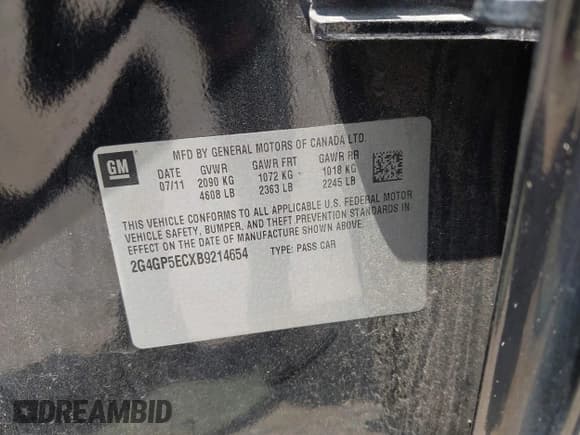 GM
MFD BY GENERAL MOTORS OF CANADA LTD.
DATE GVWR GAWR FRT GAWR RR
07/11 2090 KG 1072 KG 1018 KG
4608 LB 2363 LB 2245 LB
THIS VEHICLE CONFORMS TO ALL APPLICABLE U.S. FEDERAL MOTOR
VEHICLE SAFETY, BUMPER, AND THEFT PREVENTION STANDARDS IN
EFFECT ON THE DATE OF MANUFACTURE SHOWN ABOVE.
2G4GP5ECXB9214654 TYPE: PASS CAR
DREAMBID